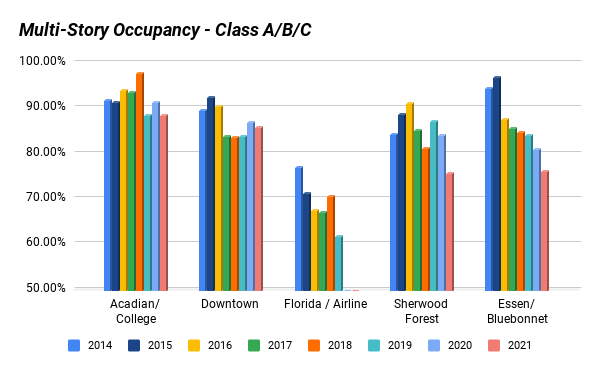 Multi-Story Occupancy - Class A/B/C
100.00%
90.00%
80.00%
70.00%
60.00%
50.00%
Acadian/
College
Downtown
Florida / Airline
Sherwood
Forest
Essen/
Bluebonnet
2014 2015 2016 2017 2018 2019 2020 2021